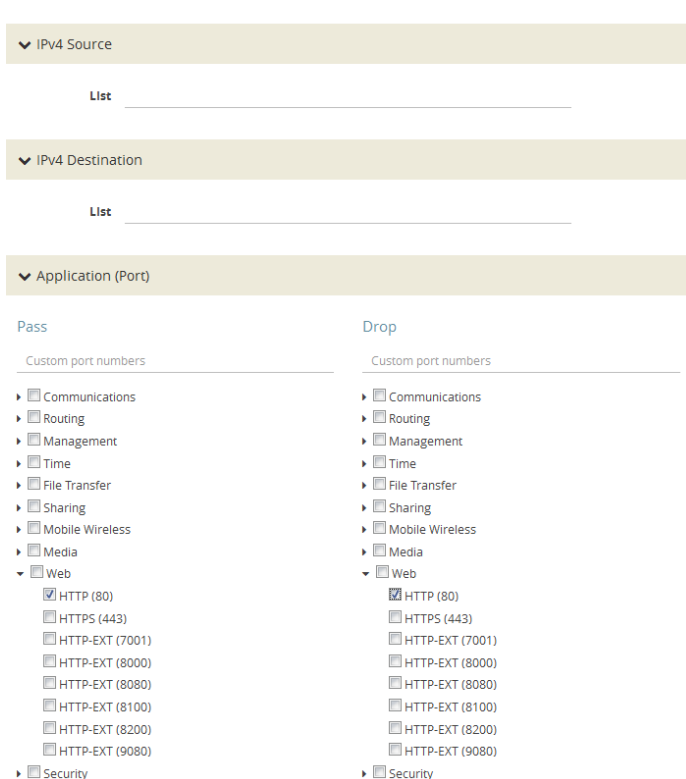 IPv4 Source
List
IPv4 Destination
List
Application (Port)
Pass
Custom port numbers
Communications
Routing
Management
Time
File Transfer
Sharing
Mobile Wireless
Media
Web
HTTP (80)
HTTPS (443)
HTTP-EXT (7001)
HTTP-EXT (8000)
HTTP-EXT (8080)
HTTP-EXT (8100)
HTTP-EXT (8200)
HTTP-EXT (9080)
Security
Drop
Custom port numbers
Communications
Routing
Management
Time
File Transfer
Sharing
Mobile Wireless
Media
Web
HTTP (80)
HTTPS (443)
HTTP-EXT (7001)
HTTP-EXT (8000)
HTTP-EXT (8080)
HTTP-EXT (8100)
HTTP-EXT (8200)
HTTP-EXT (9080)
Security